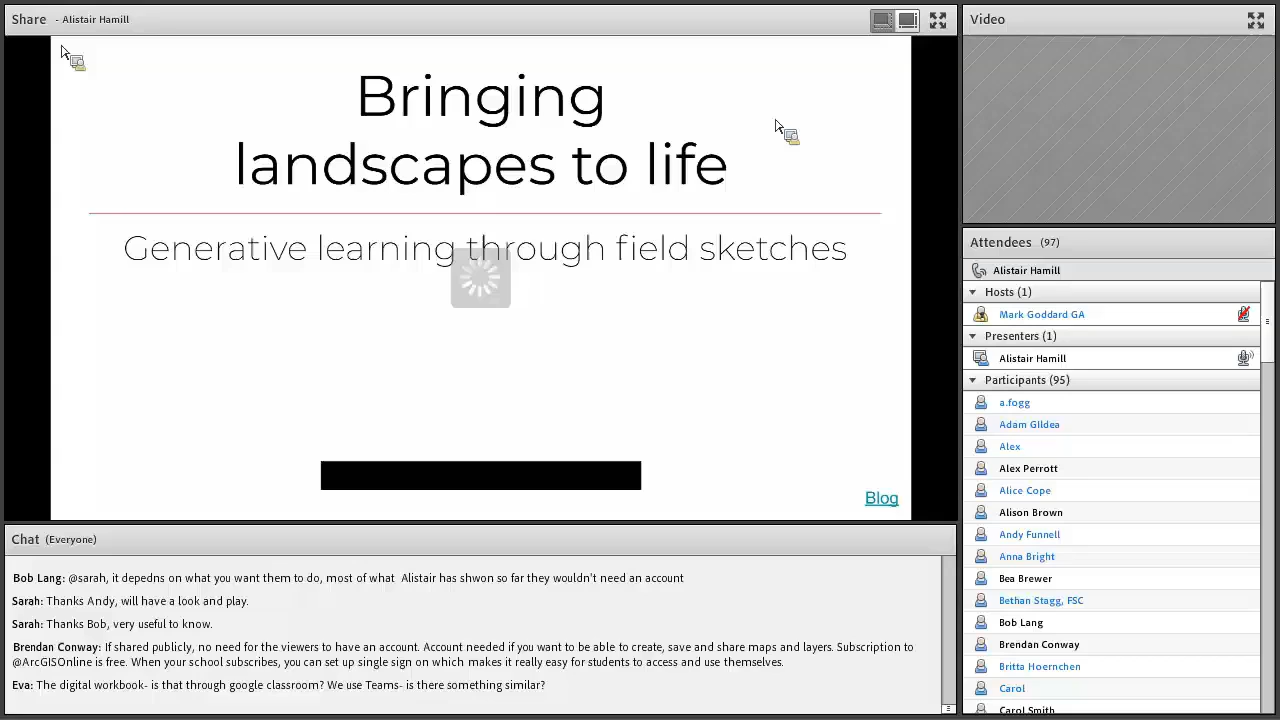 Share - Alistair Hamill
Bringing
landscapes to life
Generative learning through field sketches
Blog
Chat (Everyone)
Bob Lang: @sarah, it depedns on what you want them to do, most of what Alistair has shwon so far they wouldn't need an account
Sarah: Thanks Andy, will have a look and play.
Sarah: Thanks Bob, very useful to know.
Brendan Conway: If shared publicly, no need for the viewers to have an account. Account needed if you want to be able to create, save and share maps and layers. Subscription to
@ArcGISOnline is free. When your school subscribes, you can set up single sign on which makes it really easy for students to access and use themselves.
Eva: The digital workbook- is that through google classroom? We use Teams- is there something similar?
Video
Attendees (97)
Alistair Hamill
Hosts (1)
Mark Goddard GA
Presenters (1)
Alistair Hamill
Participants (95)
a.fogg
Adam GIldea
Alex
Alex Perrott
Alice Cope
Alison Brown
Andy Funnell
Anna Bright
Bea Brewer
Bethan Stagg, FSC
Bob Lang
Brendan Conway
Britta Hoernchen
Carol
Carol Smith